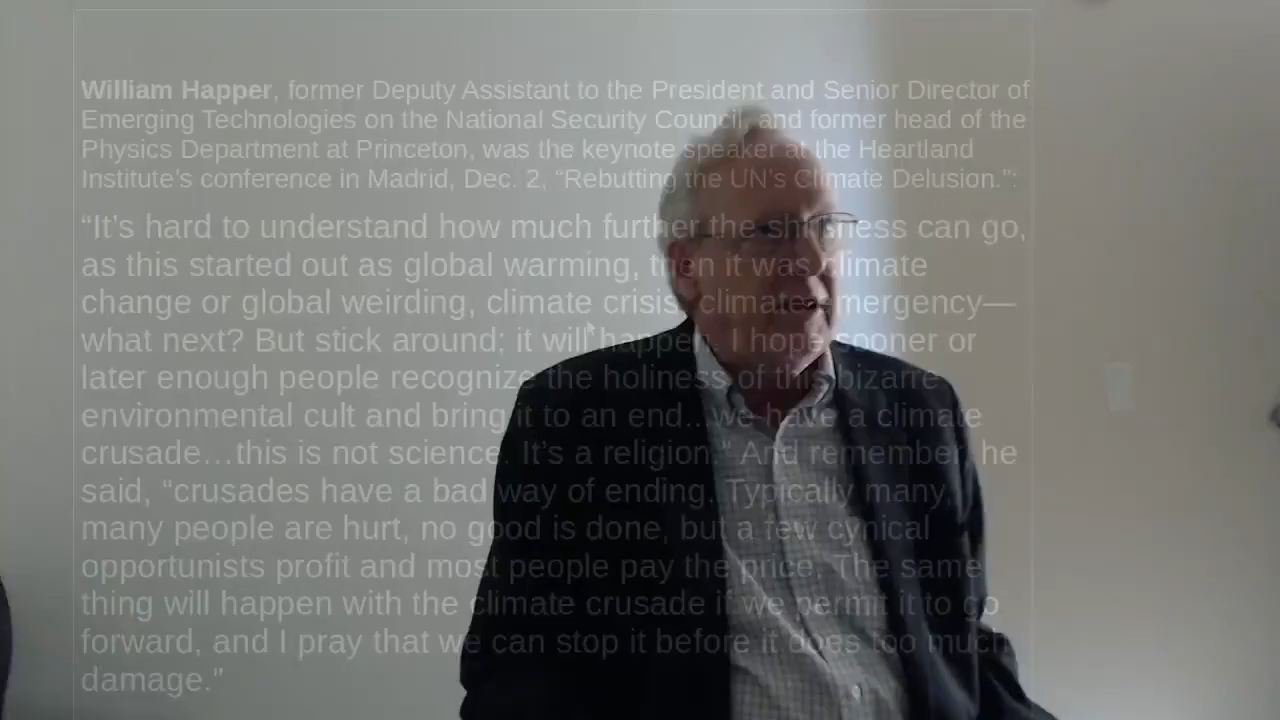 William Happer, former Deputy Assistant to the President and Senior Director of
Emerging Technologies on the National Security Council, and former head of the
Physics Department at Princeton, was the keynote speaker at the Heartland
Institute's conference in Madrid, Dec. 2, “Rebutting the UN's Climate Delusion.”:
“It's hard to understand how much further the shrillness can go,
as this started out as global warming, then it was climate
change or global weirding, climate crisis, climate emergency—
what next? But stick around; it will happen. I hope sooner or
later enough people recognize the holiness of this bizarre
environmental cult and bring it to an end...we have a climate
crusade…this is not science. It's a religion.” And remember, he
said, “crusades have a bad way of ending. Typically many,
many people are hurt, no good is done, but a few cynical
opportunists profit and most people pay the price. The same
thing will happen with the climate crusade if we permit it to go
forward, and I pray that we can stop it before it does too much
damage.”